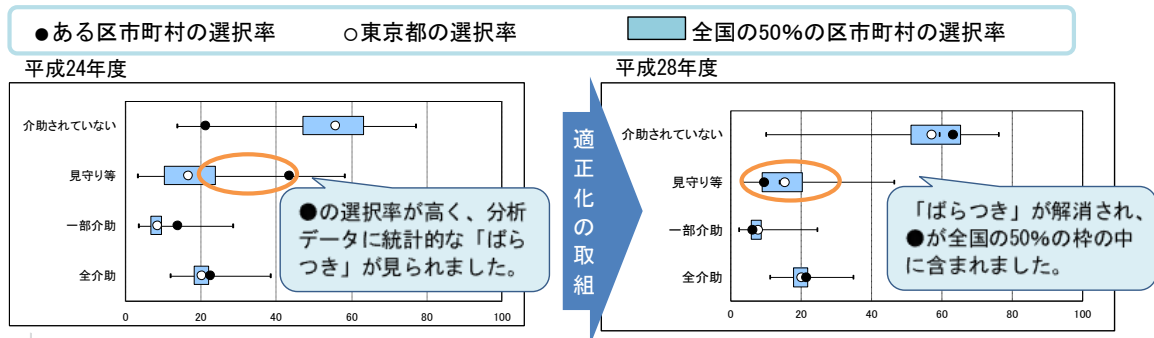 ●ある区市町村の選択率 ○東京都の選択率 全国の50%の区市町村の選択率
平成24年度
介助されていない
見守り等
一部介助
全介助
0 20 40 60 80 100
●の選択率が高く、分析
データに統計的な「ばら
つき」が見られました。
適正化の取組
平成28年度
介助されていない
見守り等
一部介助
全介助
0 20 40 60 80 100
「ばらつき」が解消され、
●が全国の50%の枠の中
に含まれました。